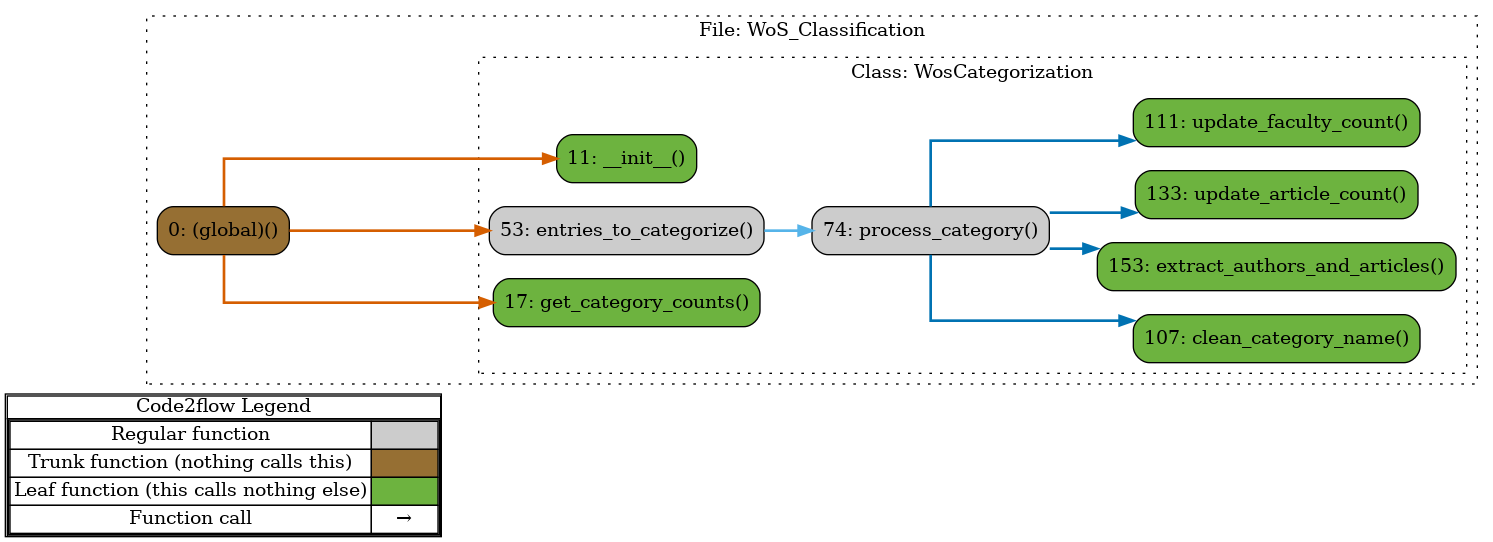 File: WoS_Classification
Class: WosCategorization
111: update_faculty_count()
11: __init__()
133: update_article_count()
0: (global)()
53: entries_to_categorize()
74: process_category()
153: extract_authors_and_articles()
17: get_category_counts()
107: clean_category_name()
Code2flow Legend
Regular function
Trunk function (nothing calls this)
Leaf function (this calls nothing else)
Function call →